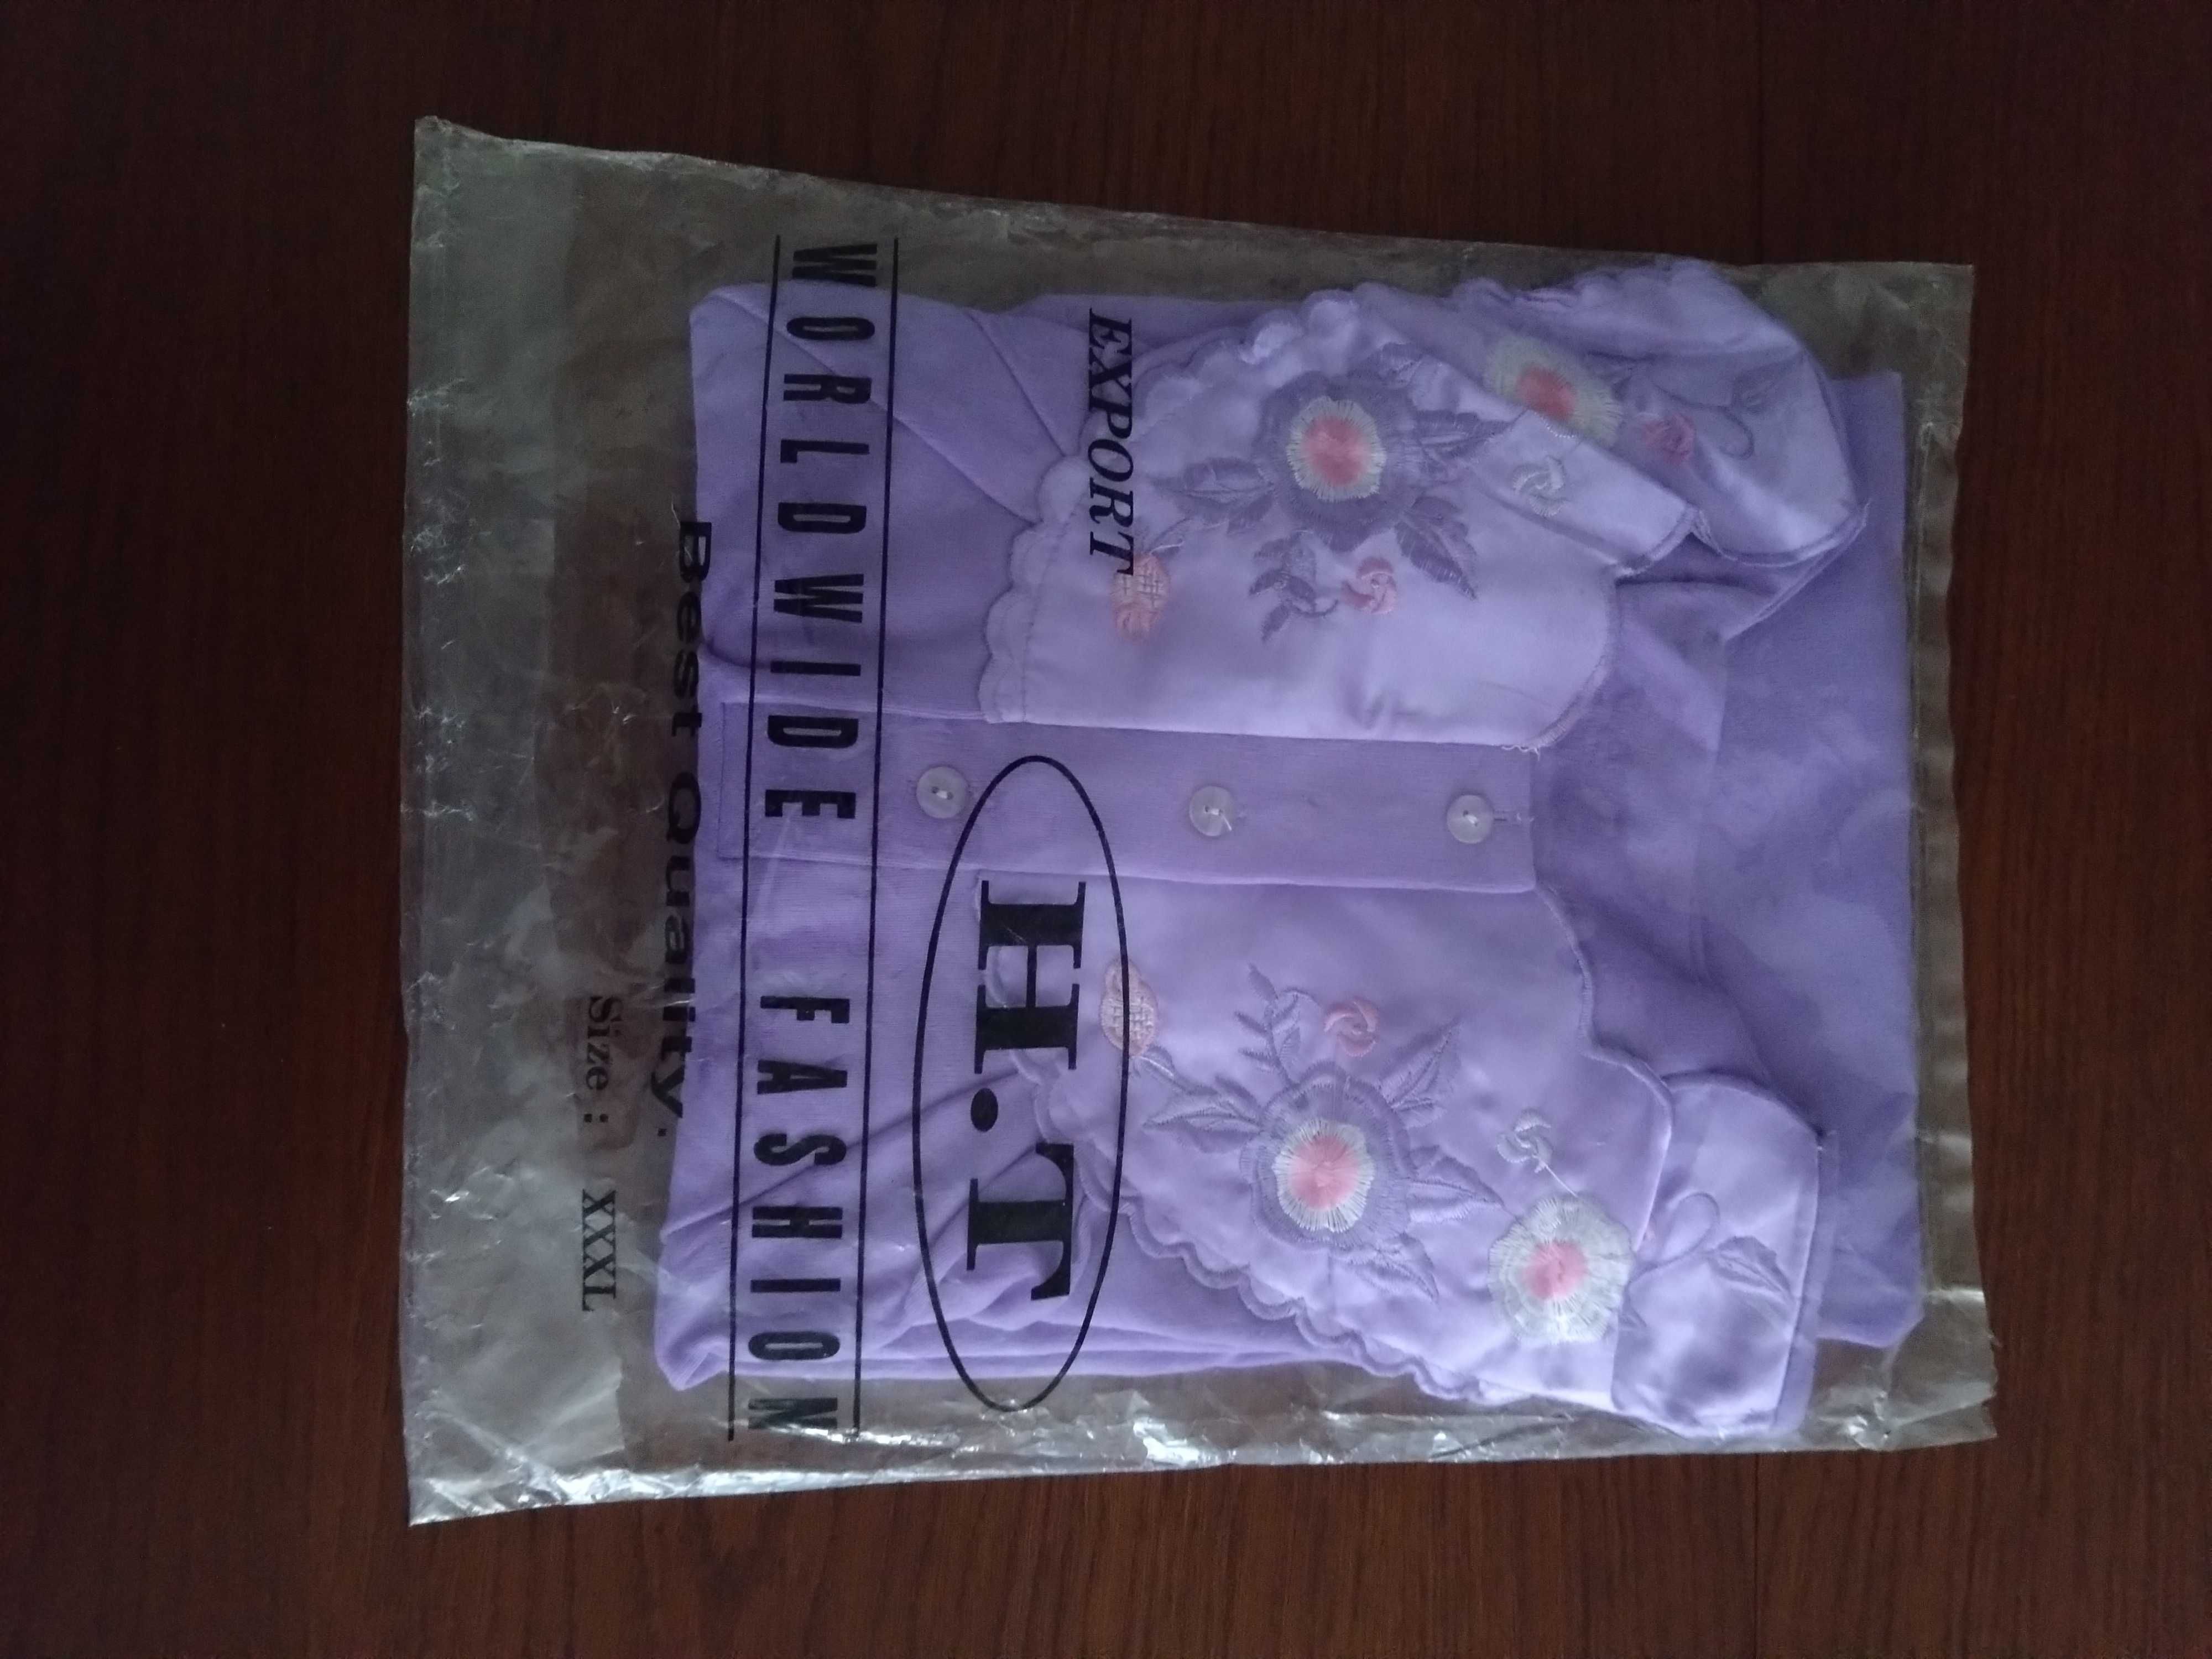 EXPORT
H.T
WORLDWIDE FASHION
Best Quality.
Size : XXXL